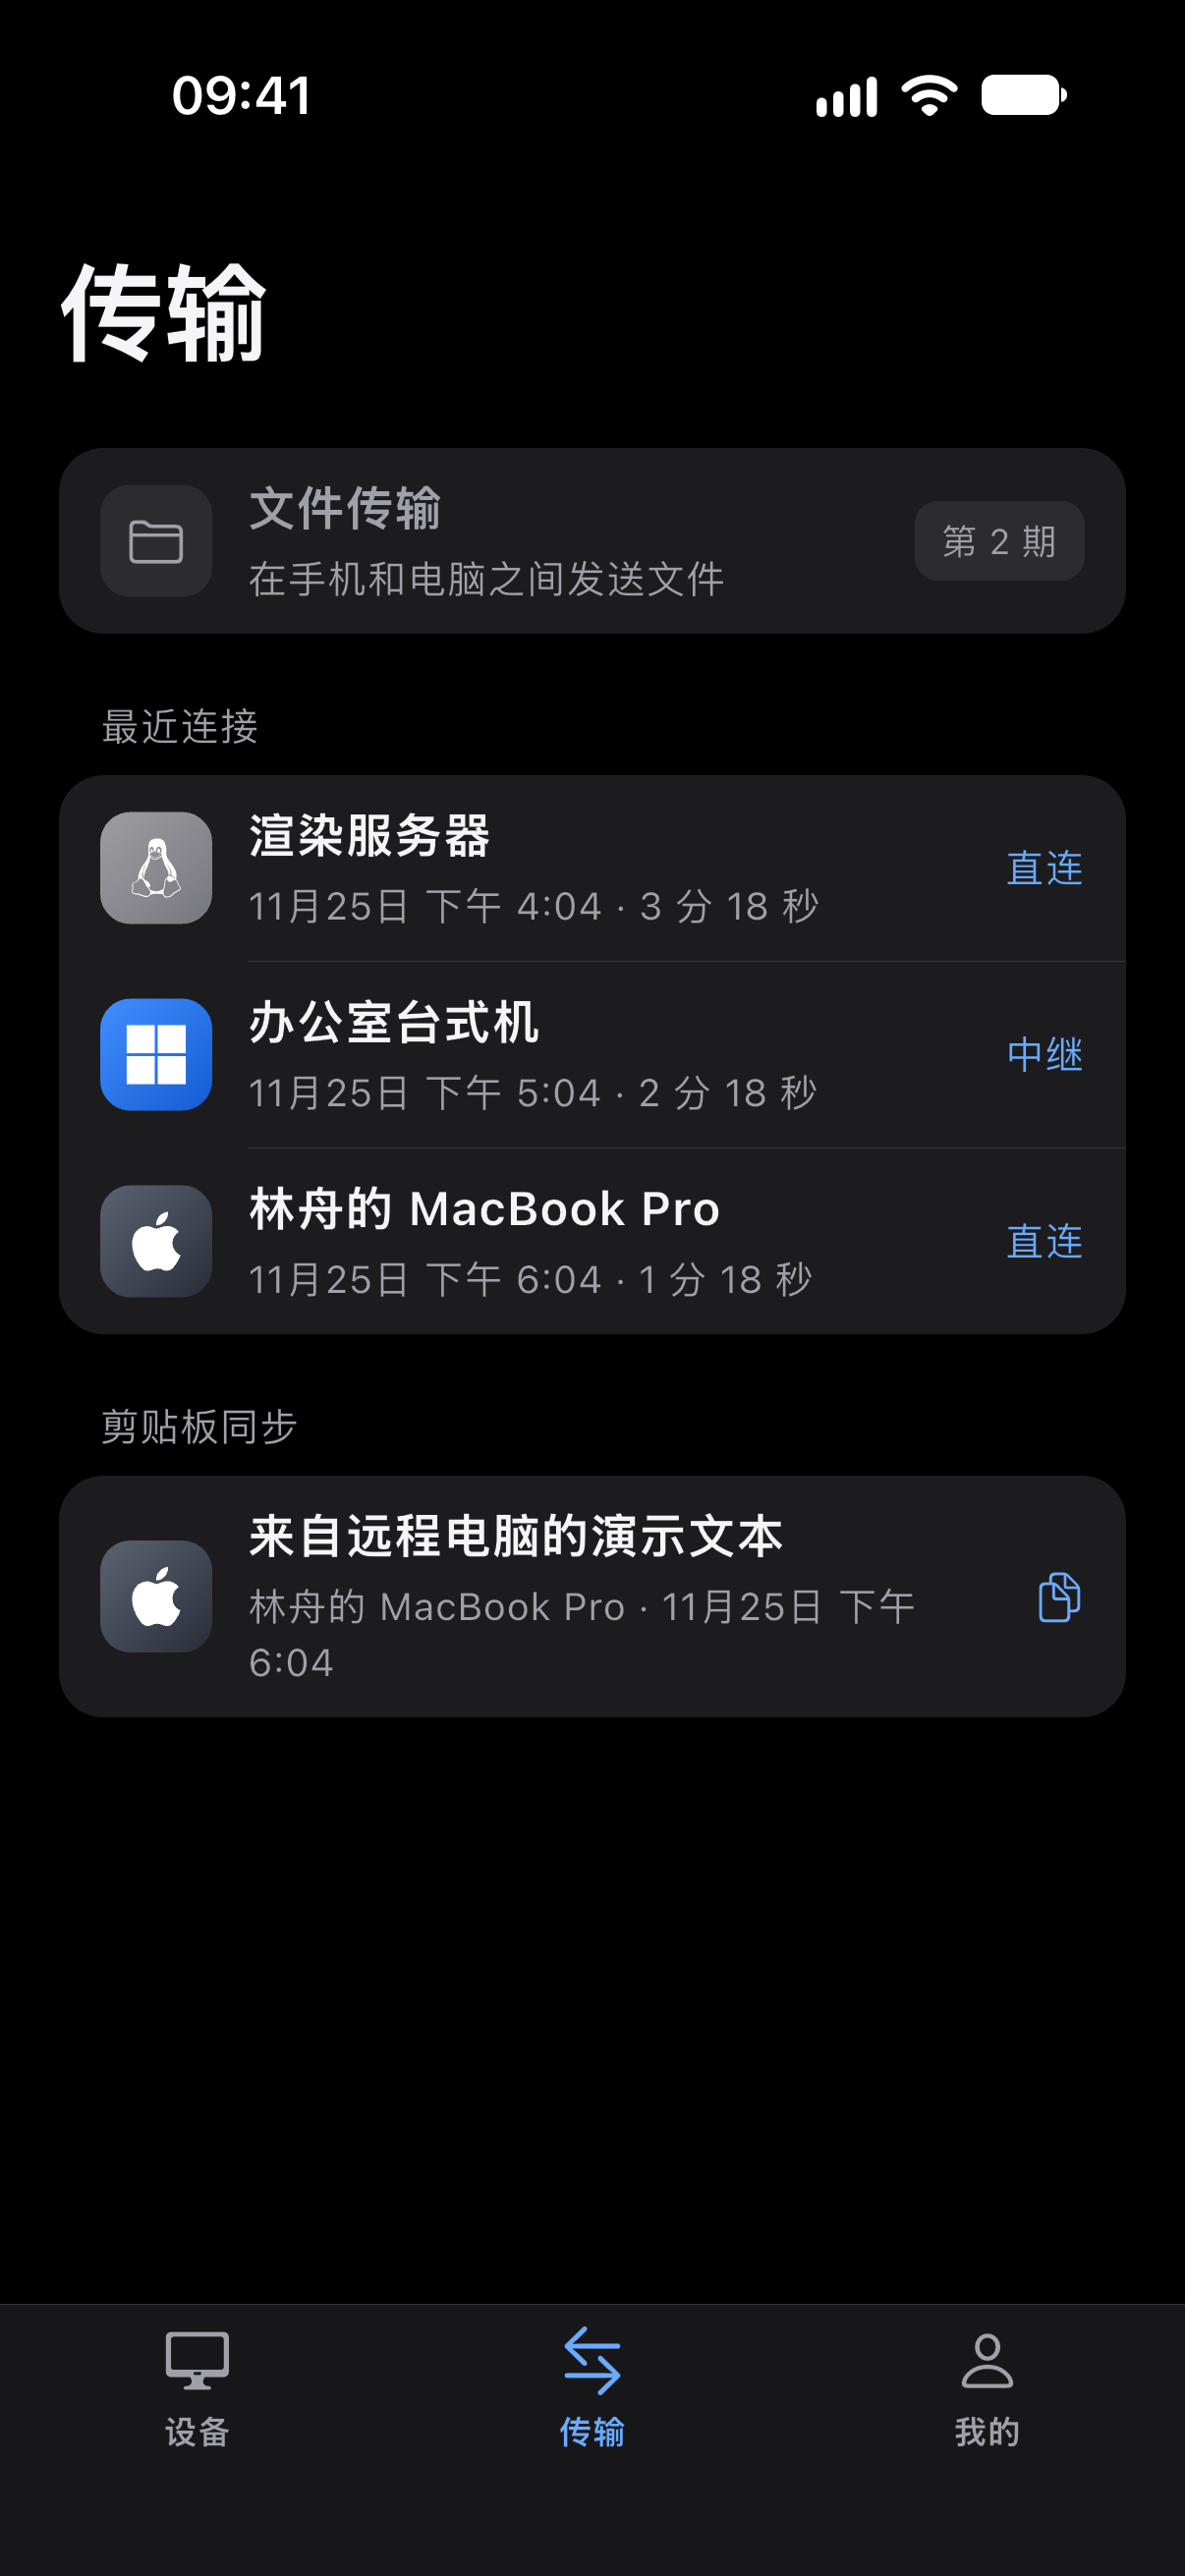 09:41
传输
文件传输
在手机和电脑之间发送文件
第 2 期
最近连接
渲染服务器
11月25日 下午 4:04 · 3 分 18 秒
直连
办公室台式机
11月25日 下午 5:04 · 2 分 18 秒
中继
林舟的 MacBook Pro
11月25日 下午 6:04 · 1 分 18 秒
直连
剪贴板同步
来自远程电脑的演示文本
林舟的 MacBook Pro · 11月25日 下午
6:04
设备
传输
我的